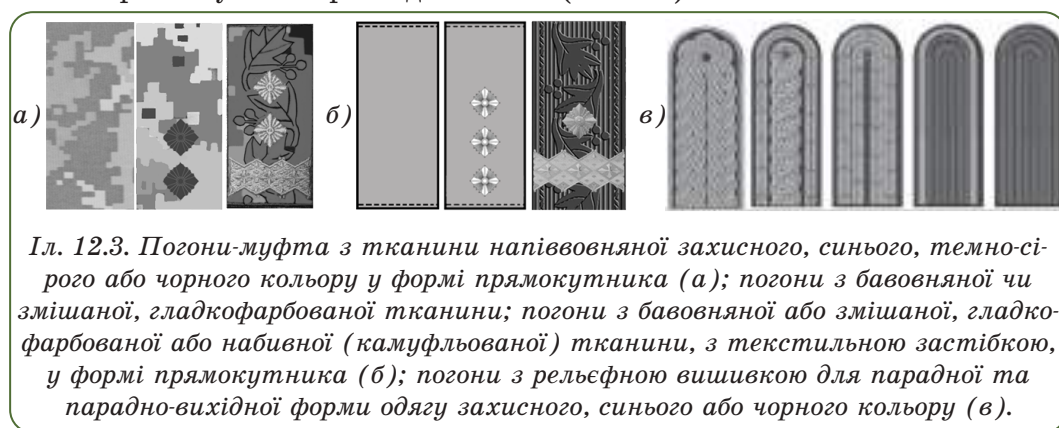 а) б) в)
Іл. 12.3. Погони-муфта з тканини напіввовняної захисного, синього, темно-сі-
рого або чорного кольору у формі прямокутника (а); погони з бавовняної чи
змішаної, гладкофарбованої тканини; погони з бавовняної або змішаної, гладко-
фарбованої або набивної (камуфльованої) тканини, з текстильною застібкою,
у формі прямокутника (б); погони з рельєфною вишивкою для парадної та
парадно-вихідної форми одягу захисного, синього або чорного кольору (в).